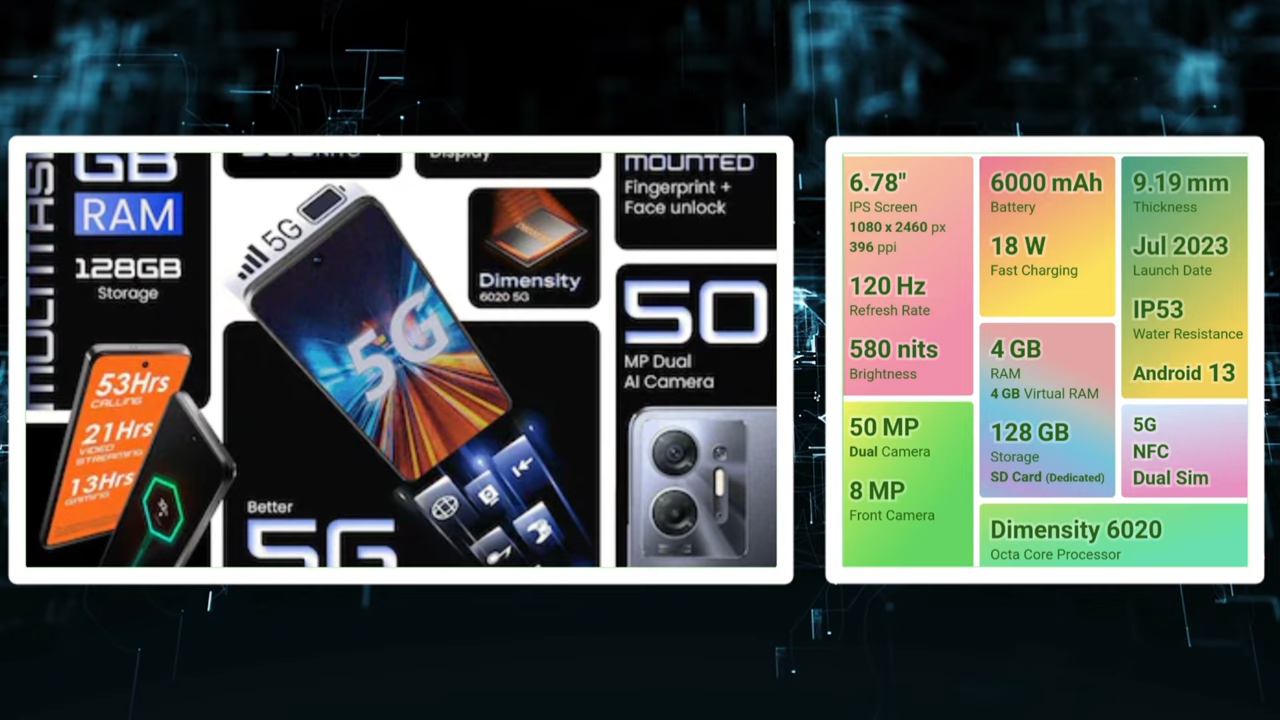 MULTITAS
GB
RAM
128GB
Storage
53Hrs
CALLING
21Hrs
VIDEO
STREAMING
13Hrs
GAMING
Display
5G
5G
Dimensity
6020 5G
Better
5G
MOUNTED
Fingerprint +
Face unlock
50
MP Dual
AI Camera
6.78"
IPS Screen
1080 x 2460 px
396 ppi
120 Hz
Refresh Rate
580 nits
Brightness
50 MP
Dual Camera
8 MP
Front Camera
6000 mAh
Battery
18 W
Fast Charging
4 GB
RAM
4 GB Virtual RAM
128 GB
Storage
SD Card (Dedicated)
9.19 mm
Thickness
Jul 2023
Launch Date
IP53
Water Resistance
Android 13
5G
NFC
Dual Sim
Dimensity 6020
Octa Core Processor